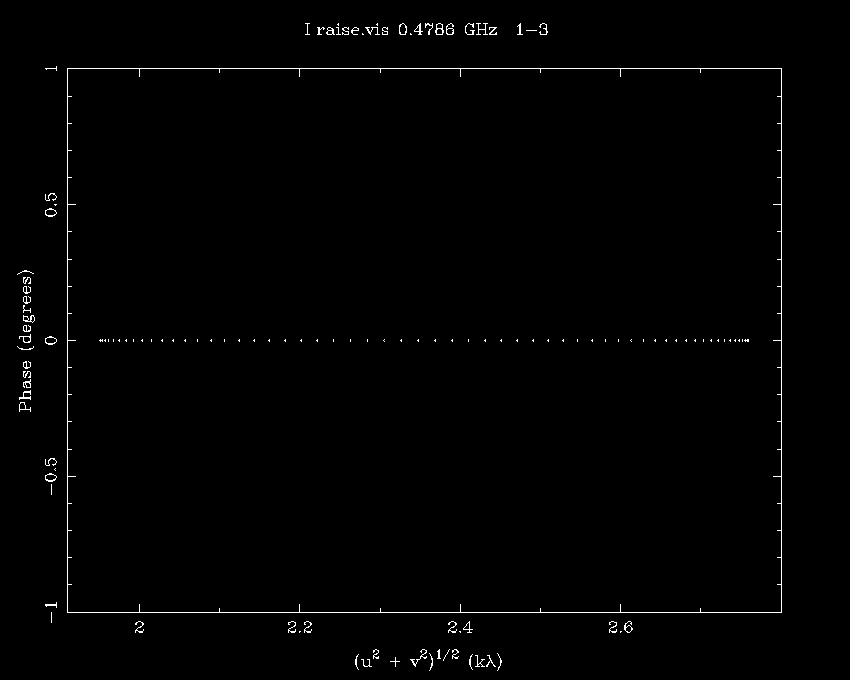 I raise.vis 0.4786 GHz 1−3
1
0.5
0
−0.5
−1
Phase (degrees)
2 2.2 2.4 2.6
(u² + v²)¹/² (kλ)